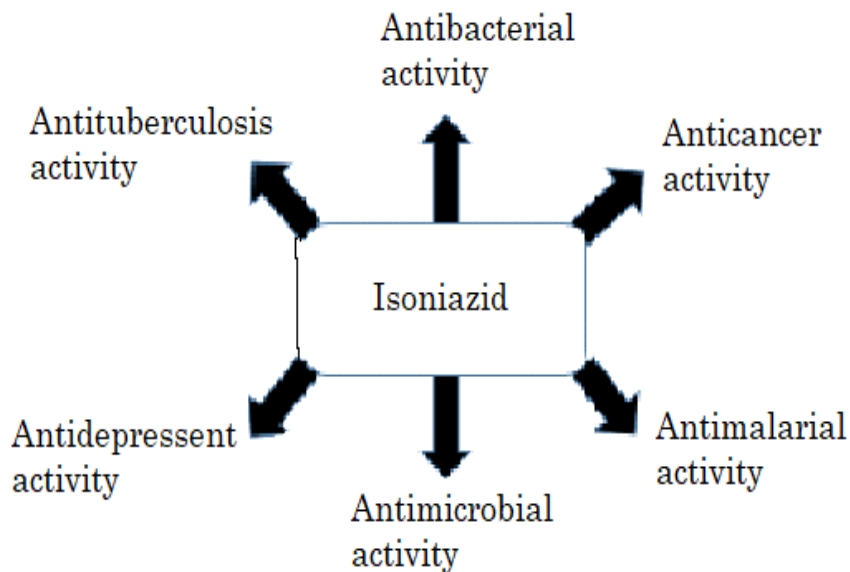 Antibacterial
activity
Antituberculosis
activity
Anticancer
activity
Isoniazid
Antidepressent
activity
Antimalarial
activity
Antimicrobial
activity